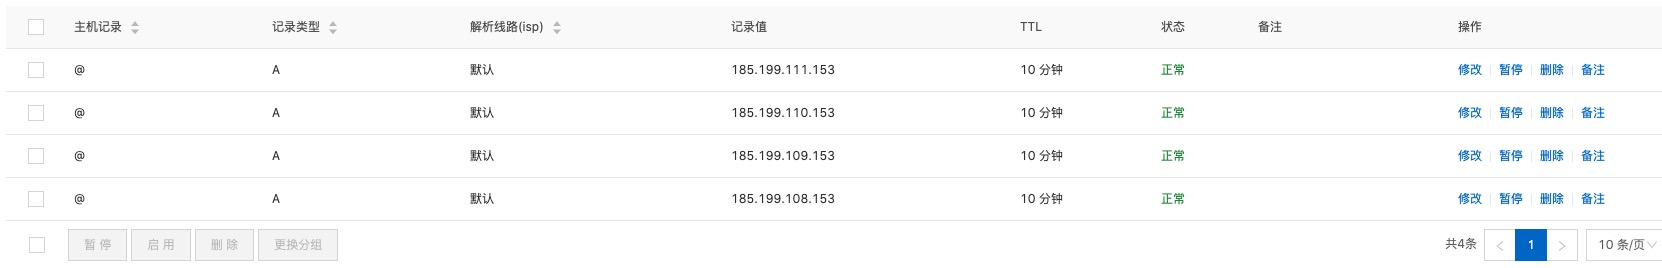 主机记录 记录类型 解析线路(isp) 记录值 TTL 状态 备注 操作
@ A 默认 185.199.111.153 10 分钟 正常 修改 暂停 删除 备注
@ A 默认 185.199.110.153 10 分钟 正常 修改 暂停 删除 备注
@ A 默认 185.199.109.153 10 分钟 正常 修改 暂停 删除 备注
@ A 默认 185.199.108.153 10 分钟 正常 修改 暂停 删除 备注
暂 停 启 用 删 除 更换分组 共4条 < 1 > 10 条/页